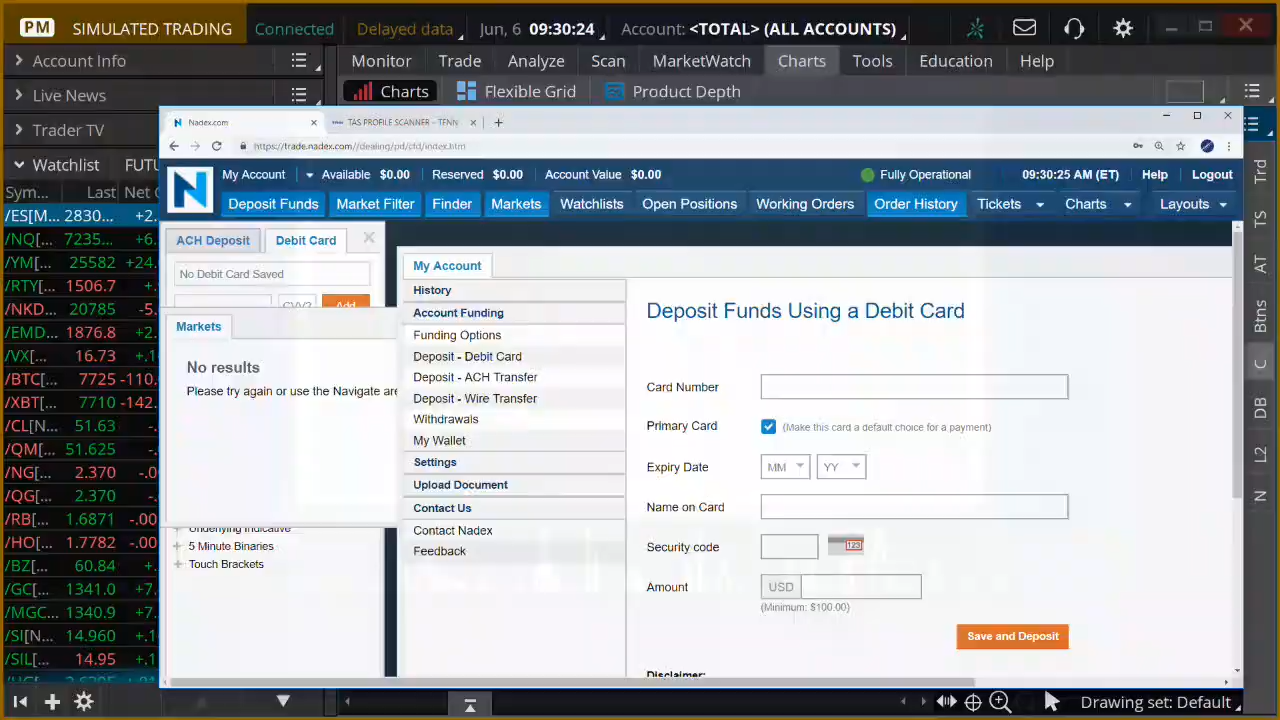 PM SIMULATED TRADING Connected Delayed data Jun, 6 09:30:24 Account: <TOTAL> (ALL ACCOUNTS)
Account Info
Live News
Trader TV
Watchlist FUTU
Sym... Last Net C
/ES[M... 2830... +2.
/NQ[... 7235... +6.
/YM[... 25582 +24.
/RTY[... 1506.7 +.
/NKD... 20785 -5.
/EMD... 1876.8 +2.
/VX[... 16.73 +.1
/BTC[... 7725 -110.
/XBT[... 7710 -142.
/CL[N... 51.63 -.
/QM[... 51.625 -.
/NG[... 2.370 -.0
/QG[... 2.370 -.
/RB[... 1.6871 -.00
/HO[... 1.7782 -.00
/BZ[... 60.84 +.
/GC[... 1341.0 +7.
/MGC... 1340.9 +7.
/SI[N... 14.960 +.1
/SIL[... 14.95 +.1
Monitor Trade Analyze Scan MarketWatch Charts Tools Education Help
Charts Flexible Grid Product Depth
Nadex.com TAS PROFILE SCANNER – TENN
https://trade.nadex.com//dealing/pd/cfd/index.htm
N My Account Available $0.00 Reserved $0.00 Account Value $0.00 Fully Operational 09:30:25 AM (ET) Help Logout
Deposit Funds Market Filter Finder Markets Watchlists Open Positions Working Orders Order History Tickets Charts Layouts
ACH Deposit Debit Card
No Debit Card Saved
CVV2 Add
Markets
No results
Please try again or use the Navigate are
Underlying Indicative
5 Minute Binaries
Touch Brackets
My Account
History
Account Funding
Funding Options
Deposit - Debit Card
Deposit - ACH Transfer
Deposit - Wire Transfer
Withdrawals
My Wallet
Settings
Upload Document
Contact Us
Contact Nadex
Feedback
Deposit Funds Using a Debit Card
Card Number
Primary Card (Make this card a default choice for a payment)
Expiry Date MM YY
Name on Card
Security code 123
Amount USD
(Minimum: $100.00)
Save and Deposit
Disclaimer:
Trd
TS
AT
Btns
C
DB
L2
N
Drawing set: Default